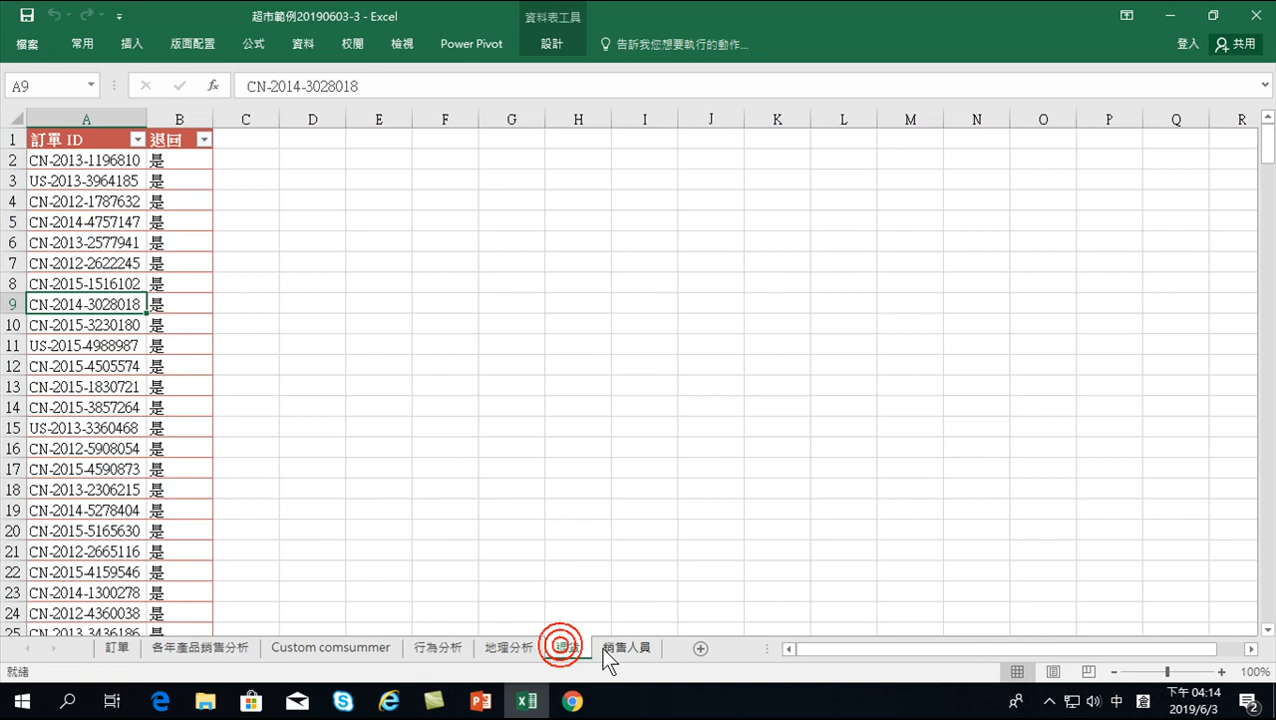 超市範例20190603-3 - Excel
資料表工具
檔案 常用 插入 版面配置 公式 資料 校閱 檢視 Power Pivot 設計 告訴我您想要執行的動作... 登入 共用
A9 fx CN-2014-3028018
A B C D E F G H I J K L M N O P Q R
1 訂單 ID 退回
2 CN-2013-1196810 是
3 US-2013-3964185 是
4 CN-2012-1787632 是
5 CN-2014-4757147 是
6 CN-2013-2577941 是
7 CN-2012-2622245 是
8 CN-2015-1516102 是
9 CN-2014-3028018 是
10 CN-2015-3230180 是
11 US-2015-4988987 是
12 CN-2015-4505574 是
13 CN-2015-1830721 是
14 CN-2015-3857264 是
15 US-2013-3360468 是
16 CN-2012-5908054 是
17 CN-2015-4590873 是
18 CN-2013-2306215 是
19 CN-2014-5278404 是
20 CN-2015-5165630 是
21 CN-2012-2665116 是
22 CN-2015-4159546 是
23 CN-2014-1300278 是
24 CN-2012-4360038 是
25 CN-2013-3436186 是
訂單 各年產品銷售分析 Custom comsummer 行為分析 地理分析 銷售人員
就緒 100%
中 下午 04:14
2019/6/3 2